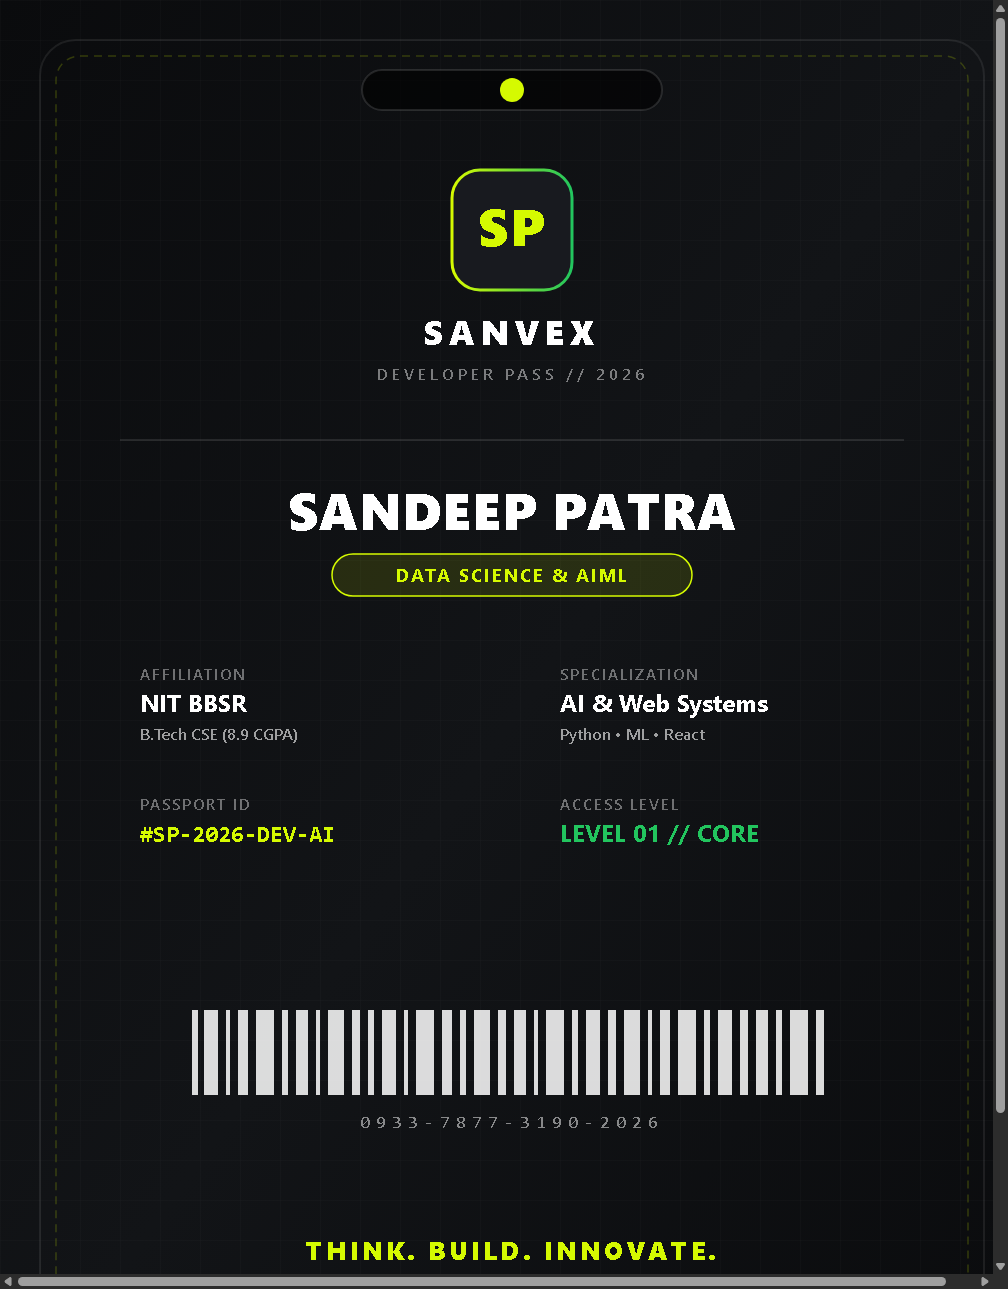 SP
SANVEX
DEVELOPER PASS // 2026
SANDEEP PATRA
DATA SCIENCE & AIML
AFFILIATION
NIT BBSR
B.Tech CSE (8.9 CGPA)
SPECIALIZATION
AI & Web Systems
Python • ML • React
PASSPORT ID
#SP-2026-DEV-AI
ACCESS LEVEL
LEVEL 01 // CORE
0933-7877-3190-2026
THINK. BUILD. INNOVATE.